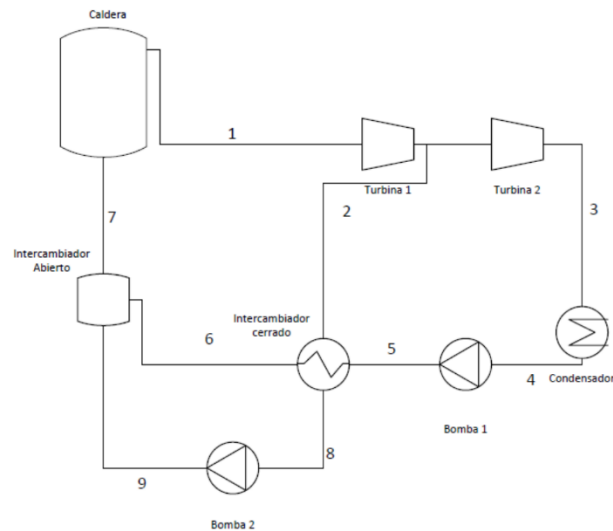 Caldera
1
Turbina 1
Turbina 2
2
3
7
Intercambiador
Abierto
Intercambiador
cerrado
6
5
4
Condensador
Bomba 1
8
9
Bomba 2